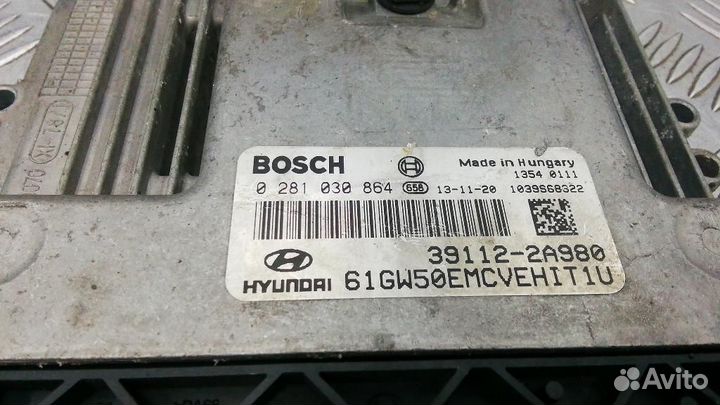 BOSCH
Made in Hungary
1354 0111
0 281 030 864 658 13-11-20 1039S68322
39112-2A980
HYUNDAI 61GW50EMCVEHIT1U
Avito